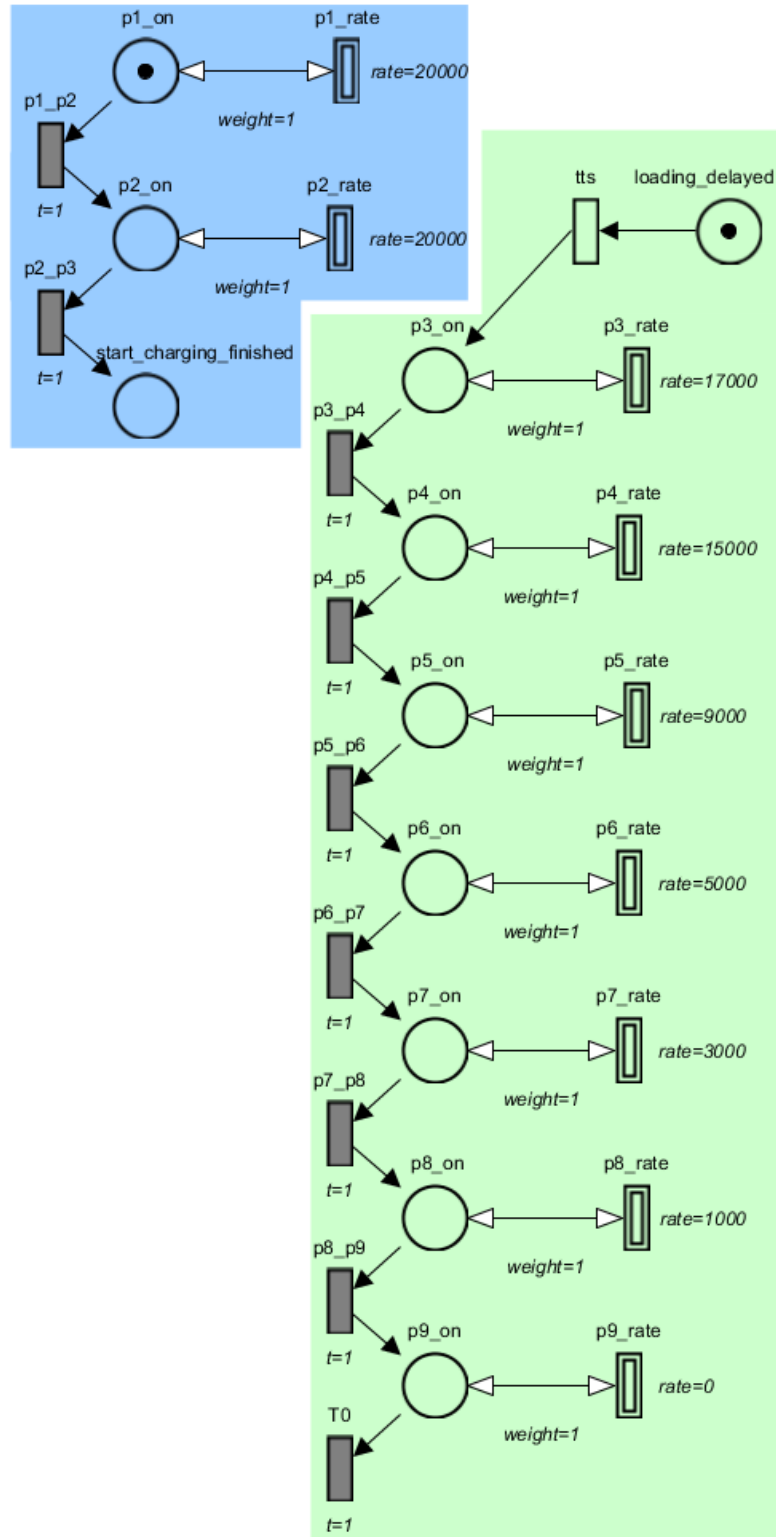 p1_on
p1_rate
rate=20000
p1_p2
weight=1
t=1
p2_on
p2_rate
rate=20000
p2_p3
weight=1
t=1
start_charging_finished
tts
loading_delayed
p3_on
p3_rate
rate=17000
p3_p4
weight=1
t=1
p4_on
p4_rate
rate=15000
p4_p5
weight=1
t=1
p5_on
p5_rate
rate=9000
p5_p6
weight=1
t=1
p6_on
p6_rate
rate=5000
p6_p7
weight=1
t=1
p7_on
p7_rate
rate=3000
p7_p8
weight=1
t=1
p8_on
p8_rate
rate=1000
p8_p9
weight=1
t=1
p9_on
p9_rate
rate=0
T0
weight=1
t=1